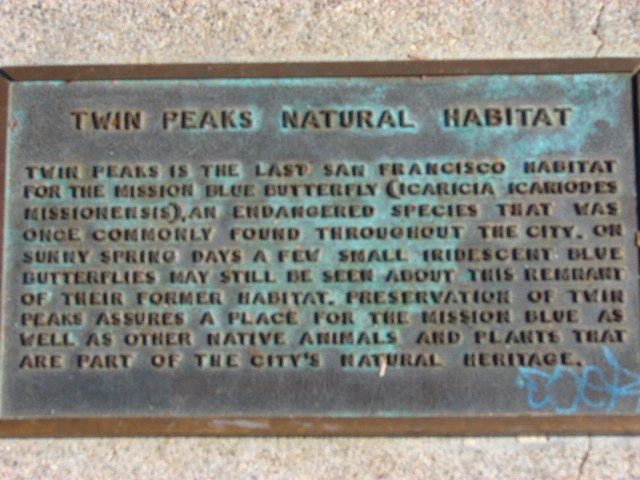 TWIN PEAKS NATURAL HABITAT
TWIN PEAKS IS THE LAST SAN FRANCISCO HABITAT
FOR THE MISSION BLUE BUTTERFLY (ICARICIA ICARIODES
MISSIONENSIS), AN ENDANGERED SPECIES THAT WAS
ONCE COMMONLY FOUND THROUGHOUT THE CITY. ON
SUNNY SPRING DAYS A FEW SMALL IRIDESCENT BLUE
BUTTERFLIES MAY STILL BE SEEN ABOUT THIS REMNANT
OF THEIR FORMER HABITAT. PRESERVATION OF TWIN
PEAKS ASSURES A PLACE FOR THE MISSION BLUE AS
WELL AS OTHER NATIVE ANIMALS AND PLANTS THAT
ARE PART OF THE CITY'S NATURAL HERITAGE.